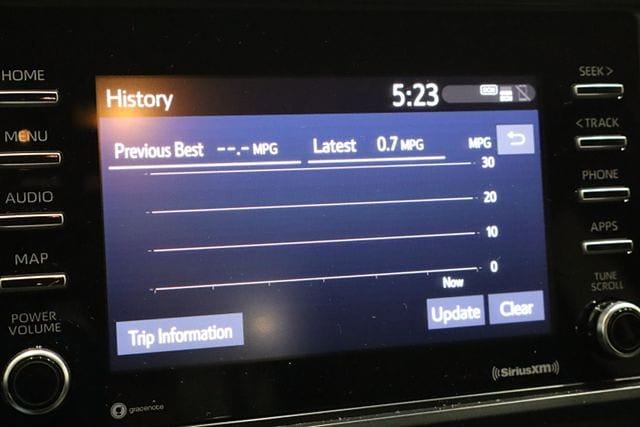 HOME
SEEK >
History 5:23 DCM
MENU
< TRACK
Previous Best --.- MPG Latest 0.7 MPG MPG
30
AUDIO
PHONE
20
MAP
APPS
10
0
Now
TUNE
SCROLL
POWER
VOLUME
Trip Information Update Clear
SiriusXM
gracenote